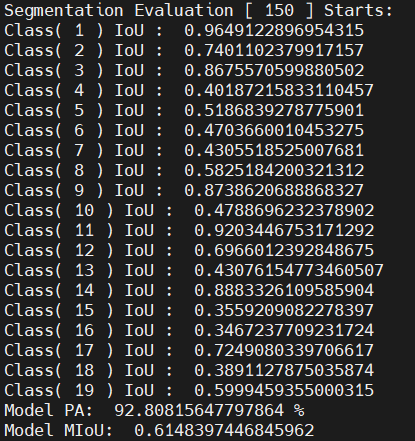 Segmentation Evaluation [ 150 ] Starts:
Class( 1 ) IoU :  0.9649122896954315
Class( 2 ) IoU :  0.7401102379917157
Class( 3 ) IoU :  0.8675570599880502
Class( 4 ) IoU :  0.40187215833110457
Class( 5 ) IoU :  0.5186839278775901
Class( 6 ) IoU :  0.4703660010453275
Class( 7 ) IoU :  0.4305518525007681
Class( 8 ) IoU :  0.5825184200321312
Class( 9 ) IoU :  0.8738620688868327
Class( 10 ) IoU :  0.4788696232378902
Class( 11 ) IoU :  0.9203446753171292
Class( 12 ) IoU :  0.6966012392848675
Class( 13 ) IoU :  0.43076154773460507
Class( 14 ) IoU :  0.8883326109585904
Class( 15 ) IoU :  0.3559209082278397
Class( 16 ) IoU :  0.3467237709231724
Class( 17 ) IoU :  0.7249080339706617
Class( 18 ) IoU :  0.3891127875035874
Class( 19 ) IoU :  0.5999459355000315
Model PA:  92.80815647797864 %
Model MIoU:  0.6148397446845962